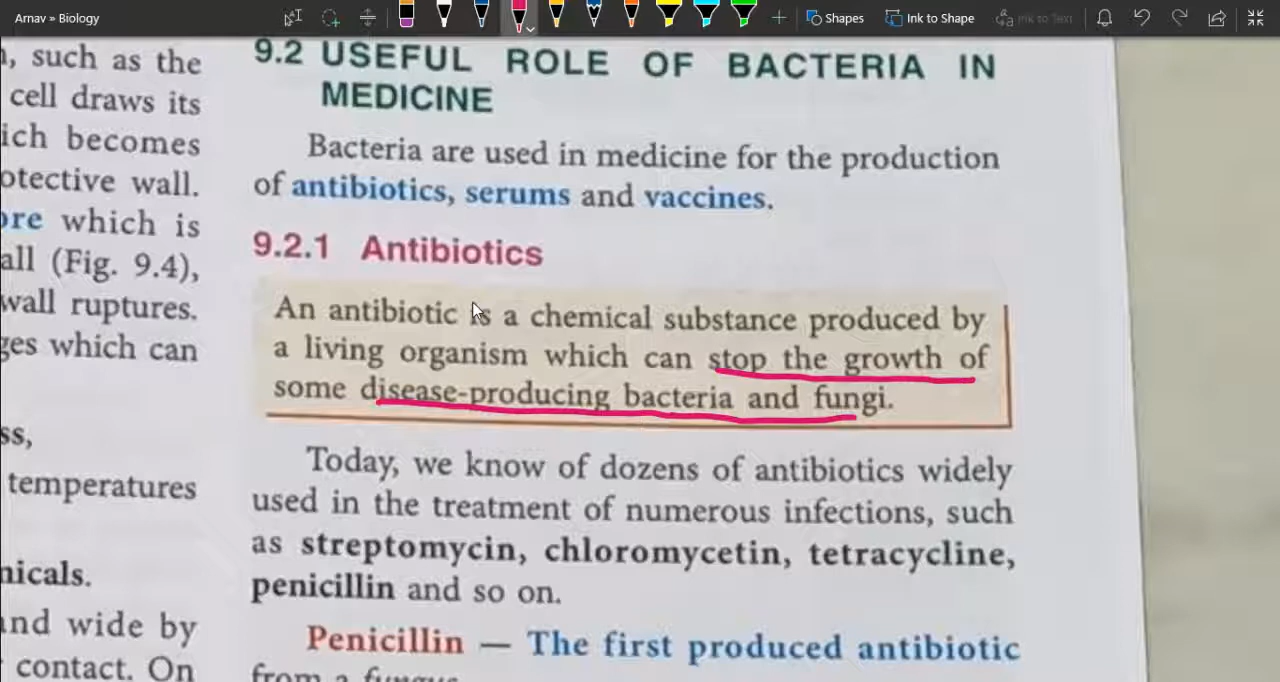 Arnav » Biology
Shapes
Ink to Shape
Ink to Text
such as the
cell draws its
ich becomes
otective wall.
ore which is
all (Fig. 9.4),
wall ruptures.
ges which can
ss,
temperatures
nicals.
and wide by
contact. On
9.2 USEFUL ROLE OF BACTERIA IN
MEDICINE
Bacteria are used in medicine for the production
of antibiotics, serums and vaccines.
9.2.1 Antibiotics
An antibiotic is a chemical substance produced by
a living organism which can stop the growth of
some disease-producing bacteria and fungi.
Today, we know of dozens of antibiotics widely
used in the treatment of numerous infections, such
as streptomycin, chloromycetin, tetracycline,
penicillin and so on.
Penicillin — The first produced antibiotic
from a fungus